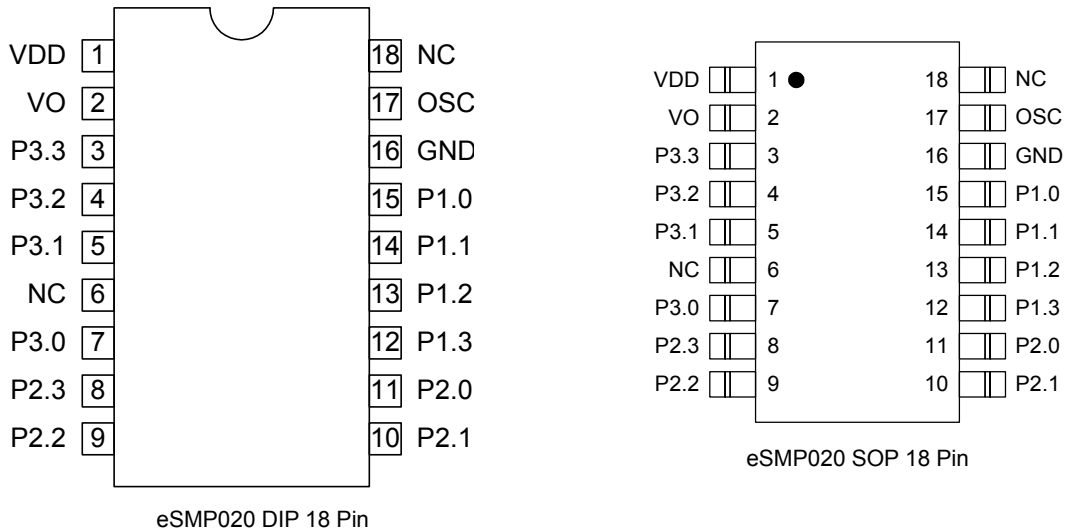 VDD 1 18 NC
VO 2 17 OSC
P3.3 3 16 GND
P3.2 4 15 P1.0
P3.1 5 14 P1.1
NC 6 13 P1.2
P3.0 7 12 P1.3
P2.3 8 11 P2.0
P2.2 9 10 P2.1
eSMP020 DIP 18 Pin
VDD 1 18 NC
VO 2 17 OSC
P3.3 3 16 GND
P3.2 4 15 P1.0
P3.1 5 14 P1.1
NC 6 13 P1.2
P3.0 7 12 P1.3
P2.3 8 11 P2.0
P2.2 9 10 P2.1
eSMP020 SOP 18 Pin